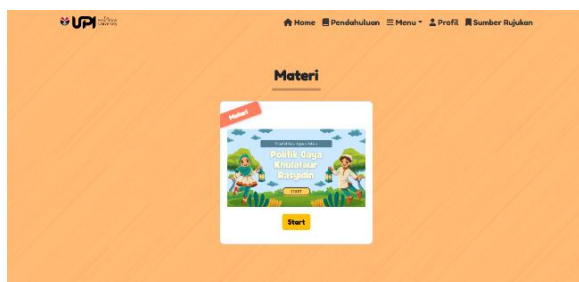 UPI
Home Pendahuluan Menu Profil Sumber Rujukan
Materi
Materi
Politik Gaya
Khulafaur
Rasyidin
START
Start